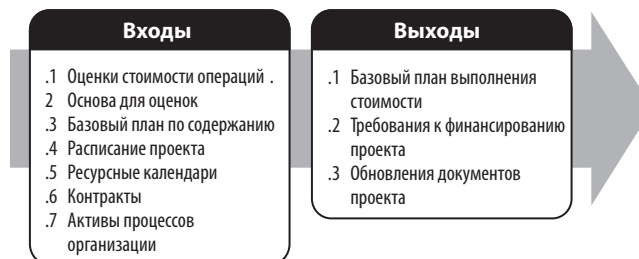 Входы
.1 Оценки стоимости операций .
2 Основа для оценок
.3 Базовый план по содержанию
.4 Расписание проекта
.5 Ресурсные календари
.6 Контракты
.7 Активы процессов
организации
Выходы
.1 Базовый план выполнения
стоимости
.2 Требования к финансированию
проекта
.3 Обновления документов
проекта